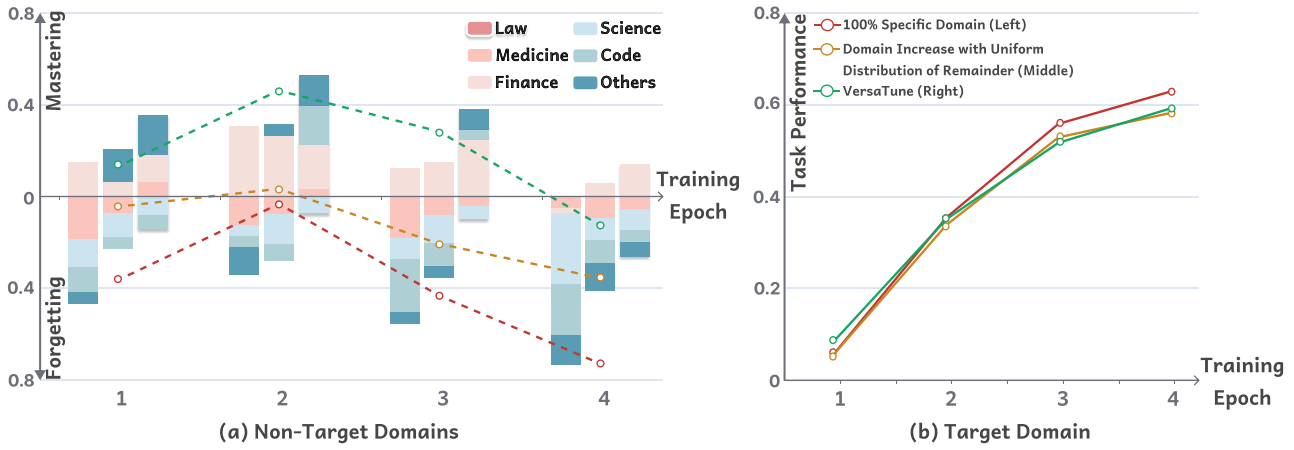 0.8
0.4
0
0.4
0.8
Mastering
Forgetting
Law
Medicine
Finance
Science
Code
Others
Training
Epoch
1
2
3
4
(a) Non-Target Domains
0.8
0.6
0.4
0.2
0
Task Performance
100% Specific Domain (Left)
Domain Increase with Uniform
Distribution of Remainder (Middle)
VersaTune (Right)
Training
Epoch
1
2
3
4
(b) Target Domain